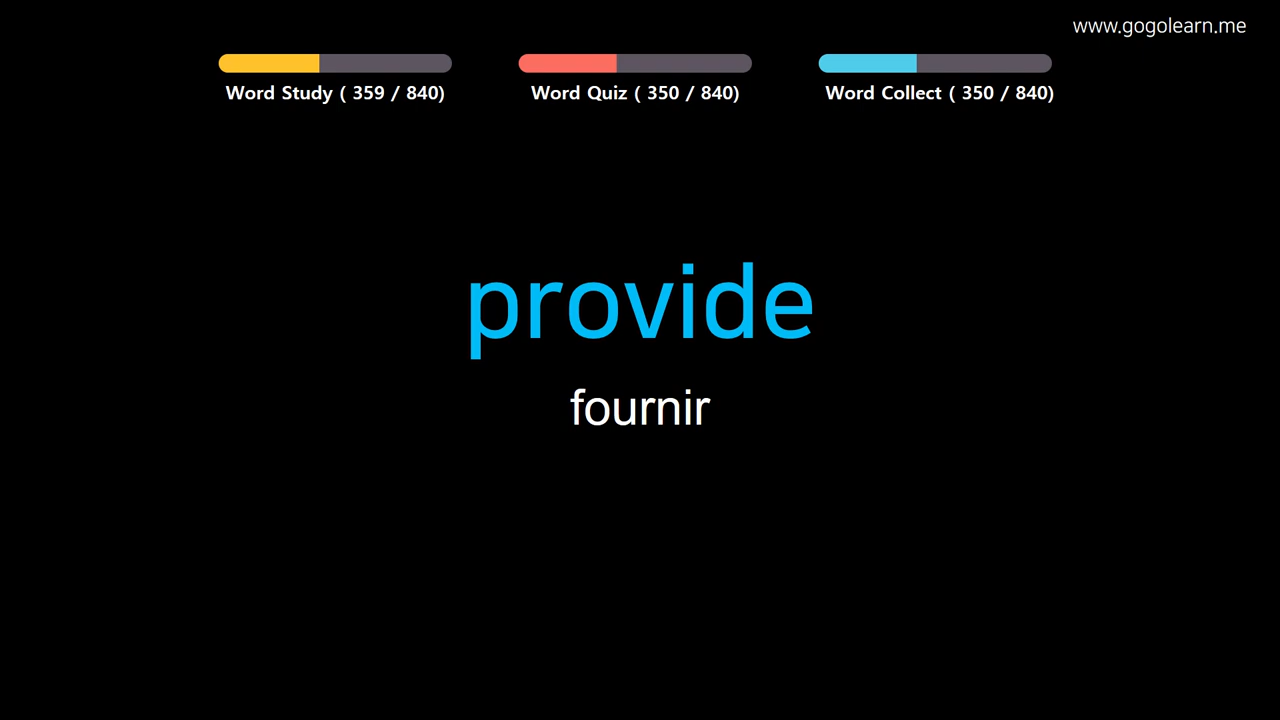 www.gogolearn.me
Word Study ( 359 / 840)
Word Quiz ( 350 / 840)
Word Collect ( 350 / 840)
provide
fournir